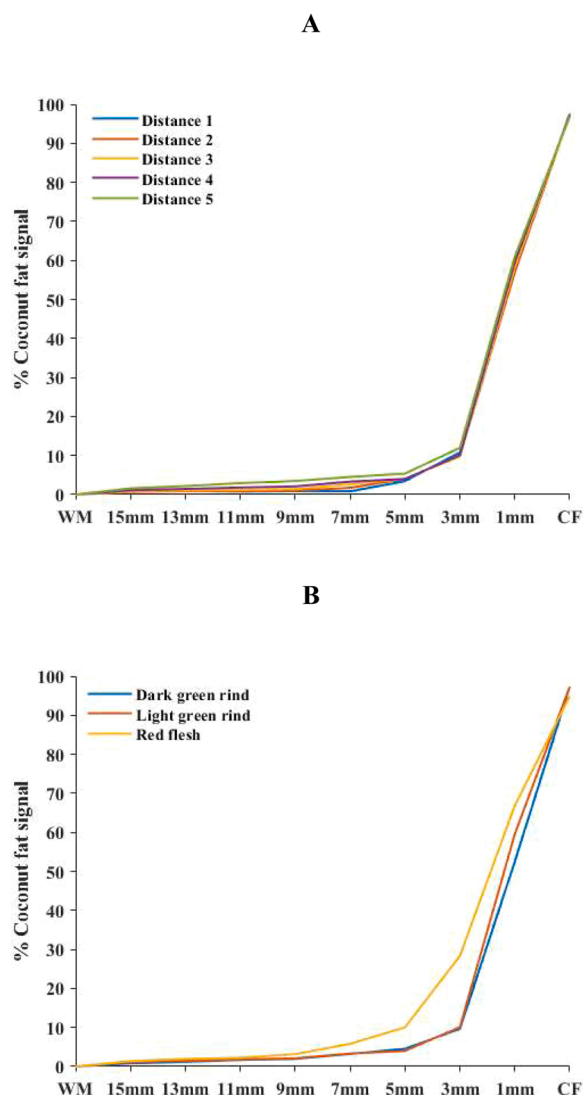 A
100
90
80
70
60
50
40
30
20
10
0
% Coconut fat signal
Distance 1
Distance 2
Distance 3
Distance 4
Distance 5
WM 15mm 13mm 11mm 9mm 7mm 5mm 3mm 1mm CF
B
100
90
80
70
60
50
40
30
20
10
0
% Coconut fat signal
Dark green rind
Light green rind
Red flesh
WM 15mm 13mm 11mm 9mm 7mm 5mm 3mm 1mm CF